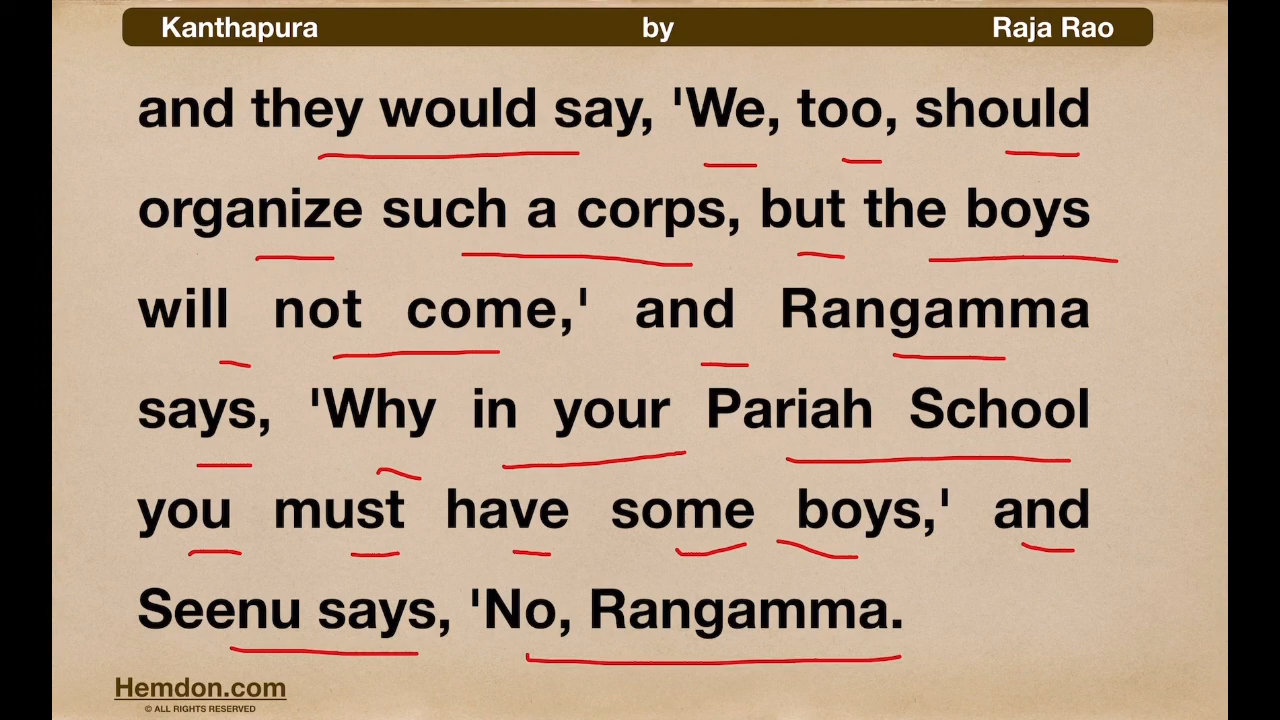 Kanthapura by Raja Rao
and they would say, 'We, too, should
organize such a corps, but the boys
will not come,' and Rangamma
says, 'Why in your Pariah School
you must have some boys,' and
Seenu says, 'No, Rangamma.
Hemdon.com
© ALL RIGHTS RESERVED